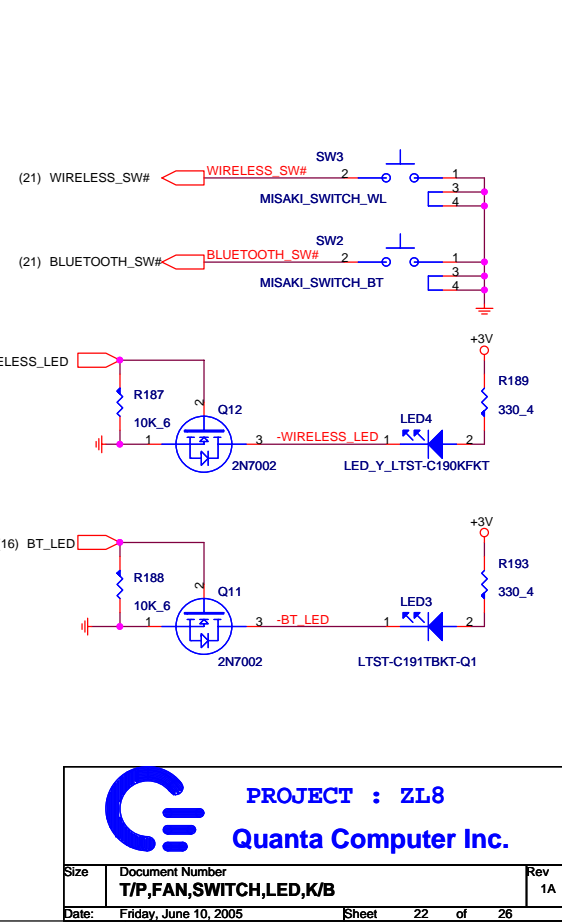 SW3
(21) WIRELESS_SW# WIRELESS_SW# 2 1
3
4
MISAKI_SWITCH_WL
SW2
(21) BLUETOOTH_SW# BLUETOOTH_SW# 2 1
3
4
MISAKI_SWITCH_BT
+3V
ELESS_LED
R189
330_4
R187
10K_6
2
Q12
1 3 -WIRELESS_LED 1 LED4 2
2N7002
LED_Y_LTST-C190KFKT
+3V
16) BT_LED
R193
330_4
R188
10K_6
2
Q11
1 3 -BT_LED 1 LED3 2
2N7002
LTST-C191TBKT-Q1
PROJECT : ZL8
Quanta Computer Inc.
Size Document Number Rev
T/P,FAN,SWITCH,LED,K/B 1A
Date: Friday, June 10, 2005 Sheet 22 of 26